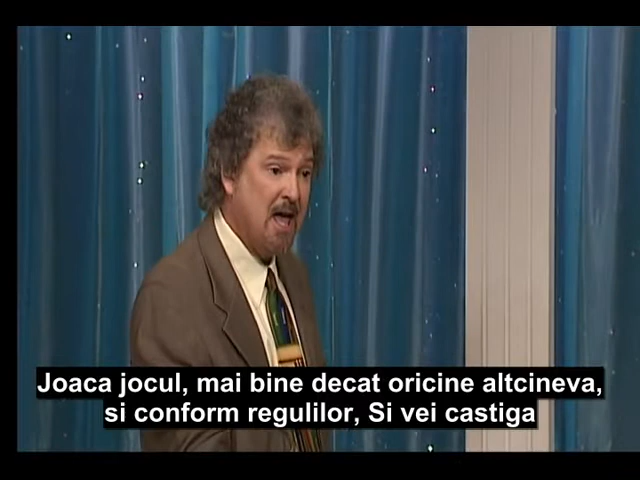 Joaca jocul, mai bine decat oricine altcineva,
si conform regulilor, Si vei castiga